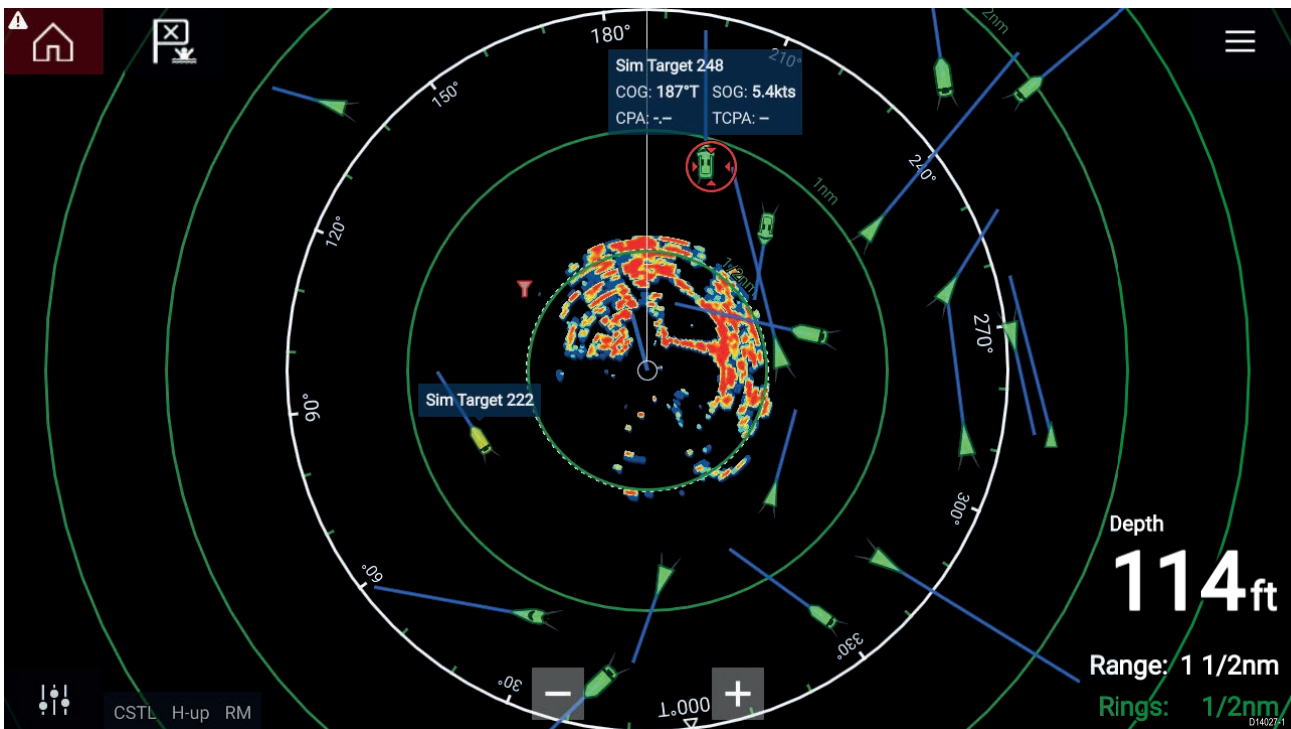 180°
210°
2nm
Sim Target 248
COG: 187°T SOG: 5.4kts
CPA: -.-- TCPA: --
150°
240°
1nm
120°
1/2nm
270°
90°
Sim Target 222
300°
Depth
114ft
60°
330°
Range: 1 1/2nm
30°
000°T
CSTL H-up RM
Rings: 1/2nm
D14027-1